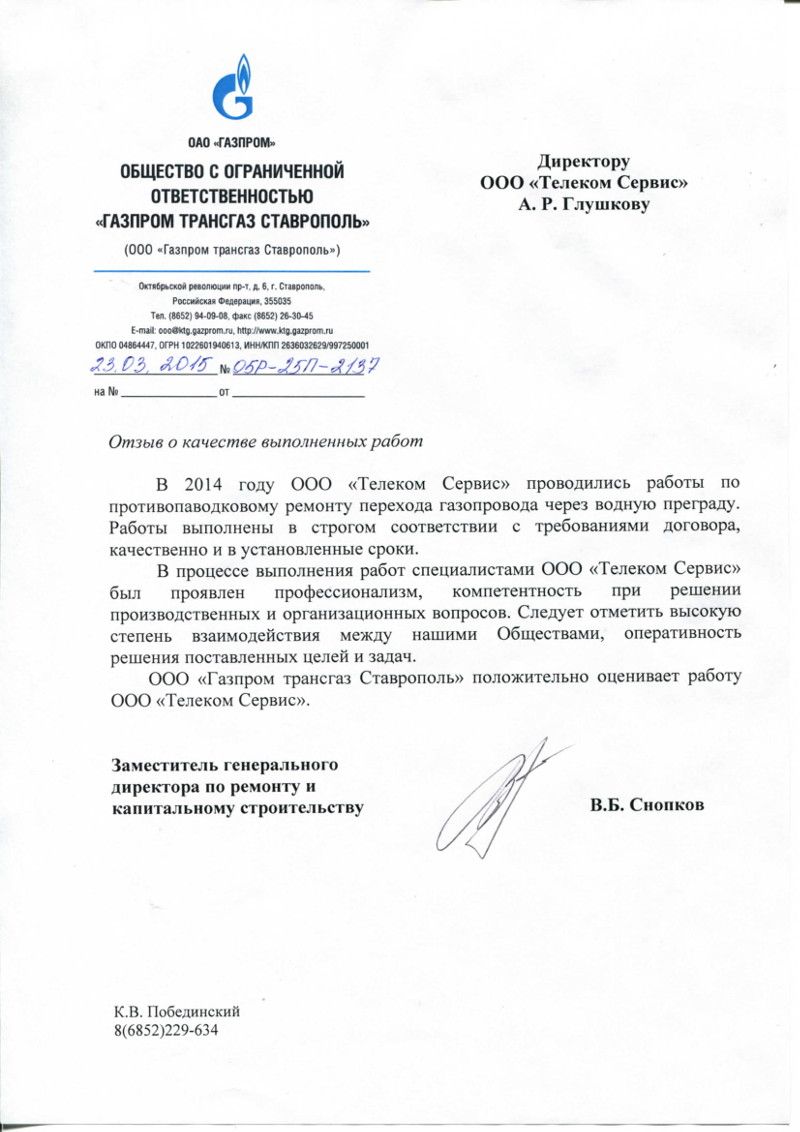 ОАО «ГАЗПРОМ»
ОБЩЕСТВО С ОГРАНИЧЕННОЙ
ОТВЕТСТВЕННОСТЬЮ
«ГАЗПРОМ ТРАНСГАЗ СТАВРОПОЛЬ»
(ООО «Газпром трансгаз Ставрополь»)
Октябрьской революции пр-т, д. 6, г. Ставрополь,
Российская Федерация, 355035
Тел. (8652) 94-09-08, факс (8652) 26-30-45
E-mail: ooo@ktg.gazprom.ru, http://www.ktg.gazprom.ru
ОКПО 04864447, ОГРН 1022601940613, ИНН/КПП 2636032629/997250001
23.03.2015 № 05Р-25П-2137
на № от
Директору
ООО «Телеком Сервис»
А. Р. Глушкову
Отзыв о качестве выполненных работ
В 2014 году ООО «Телеком Сервис» проводились работы по
противопаводковому ремонту перехода газопровода через водную преграду.
Работы выполнены в строгом соответствии с требованиями договора,
качественно и в установленные сроки.
В процессе выполнения работ специалистами ООО «Телеком Сервис»
был проявлен профессионализм, компетентность при решении
производственных и организационных вопросов. Следует отметить высокую
степень взаимодействия между нашими Обществами, оперативность
решения поставленных целей и задач.
ООО «Газпром трансгаз Ставрополь» положительно оценивает работу
ООО «Телеком Сервис».
Заместитель генерального
директора по ремонту и
капитальному строительству
В.Б. Снопков
К.В. Побединский
8(6852)229-634